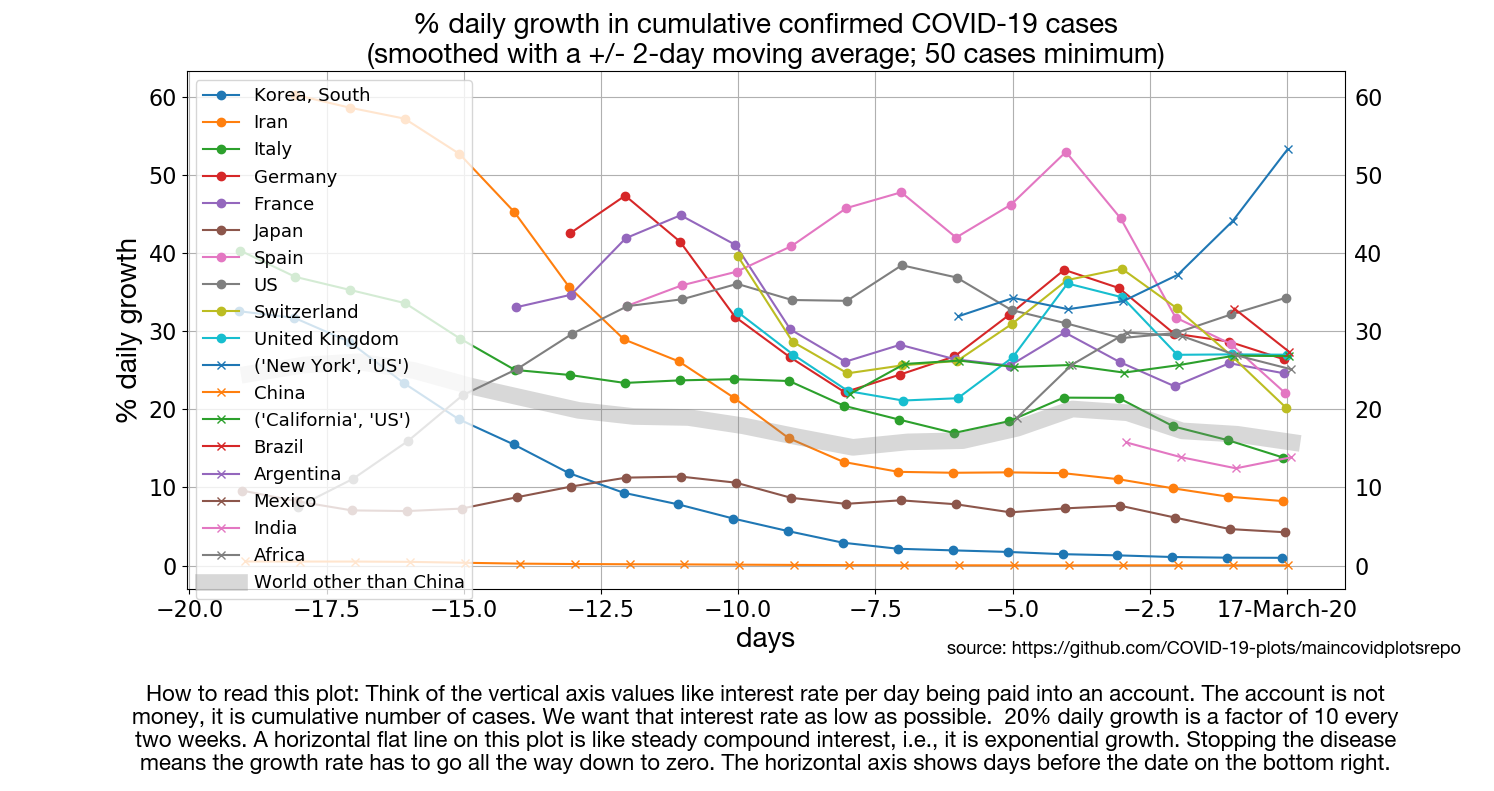 % daily growth in cumulative confirmed COVID-19 cases
(smoothed with a +/- 2-day moving average; 50 cases minimum)
% daily growth
60
50
40
30
20
10
0
Korea, South
Iran
Italy
Germany
France
Japan
Spain
US
Switzerland
United Kingdom
('New York', 'US')
China
('California', 'US')
Brazil
Argentina
Mexico
India
Africa
World other than China
60
50
40
30
20
10
0
−20.0 −17.5 −15.0 −12.5 −10.0 −7.5 −5.0 −2.5 17-March-20
days
source: https://github.com/COVID-19-plots/maincovidplotsrepo
How to read this plot: Think of the vertical axis values like interest rate per day being paid into an account. The account is not
money, it is cumulative number of cases. We want that interest rate as low as possible.  20% daily growth is a factor of 10 every
two weeks. A horizontal flat line on this plot is like steady compound interest, i.e., it is exponential growth. Stopping the disease
means the growth rate has to go all the way down to zero. The horizontal axis shows days before the date on the bottom right.